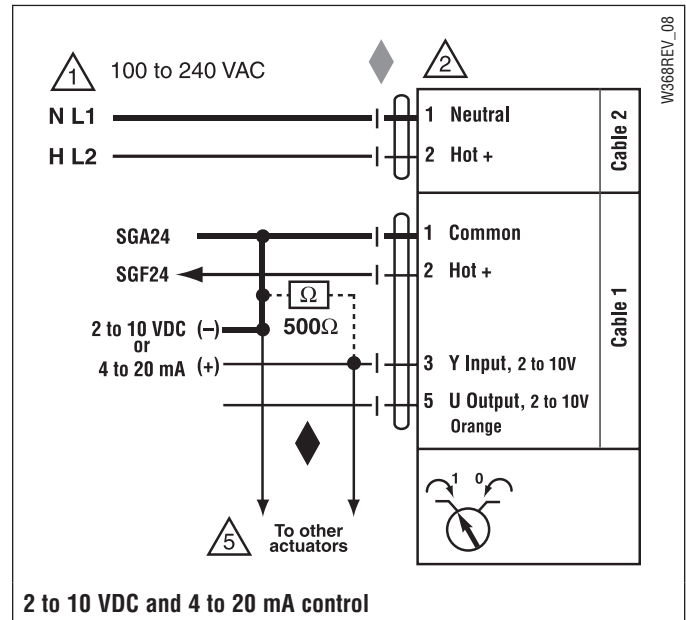 W368REV_08
1 100 to 240 VAC
2
N L1
H L2
1 Neutral
2 Hot +
Cable 2
SGA24
SGF24
1 Common
2 Hot +
Ω
500Ω
2 to 10 VDC (–)
or
4 to 20 mA (+)
3 Y Input, 2 to 10V
5 U Output, 2 to 10V
Orange
Cable 1
1 0
5
To other
actuators
2 to 10 VDC and 4 to 20 mA control